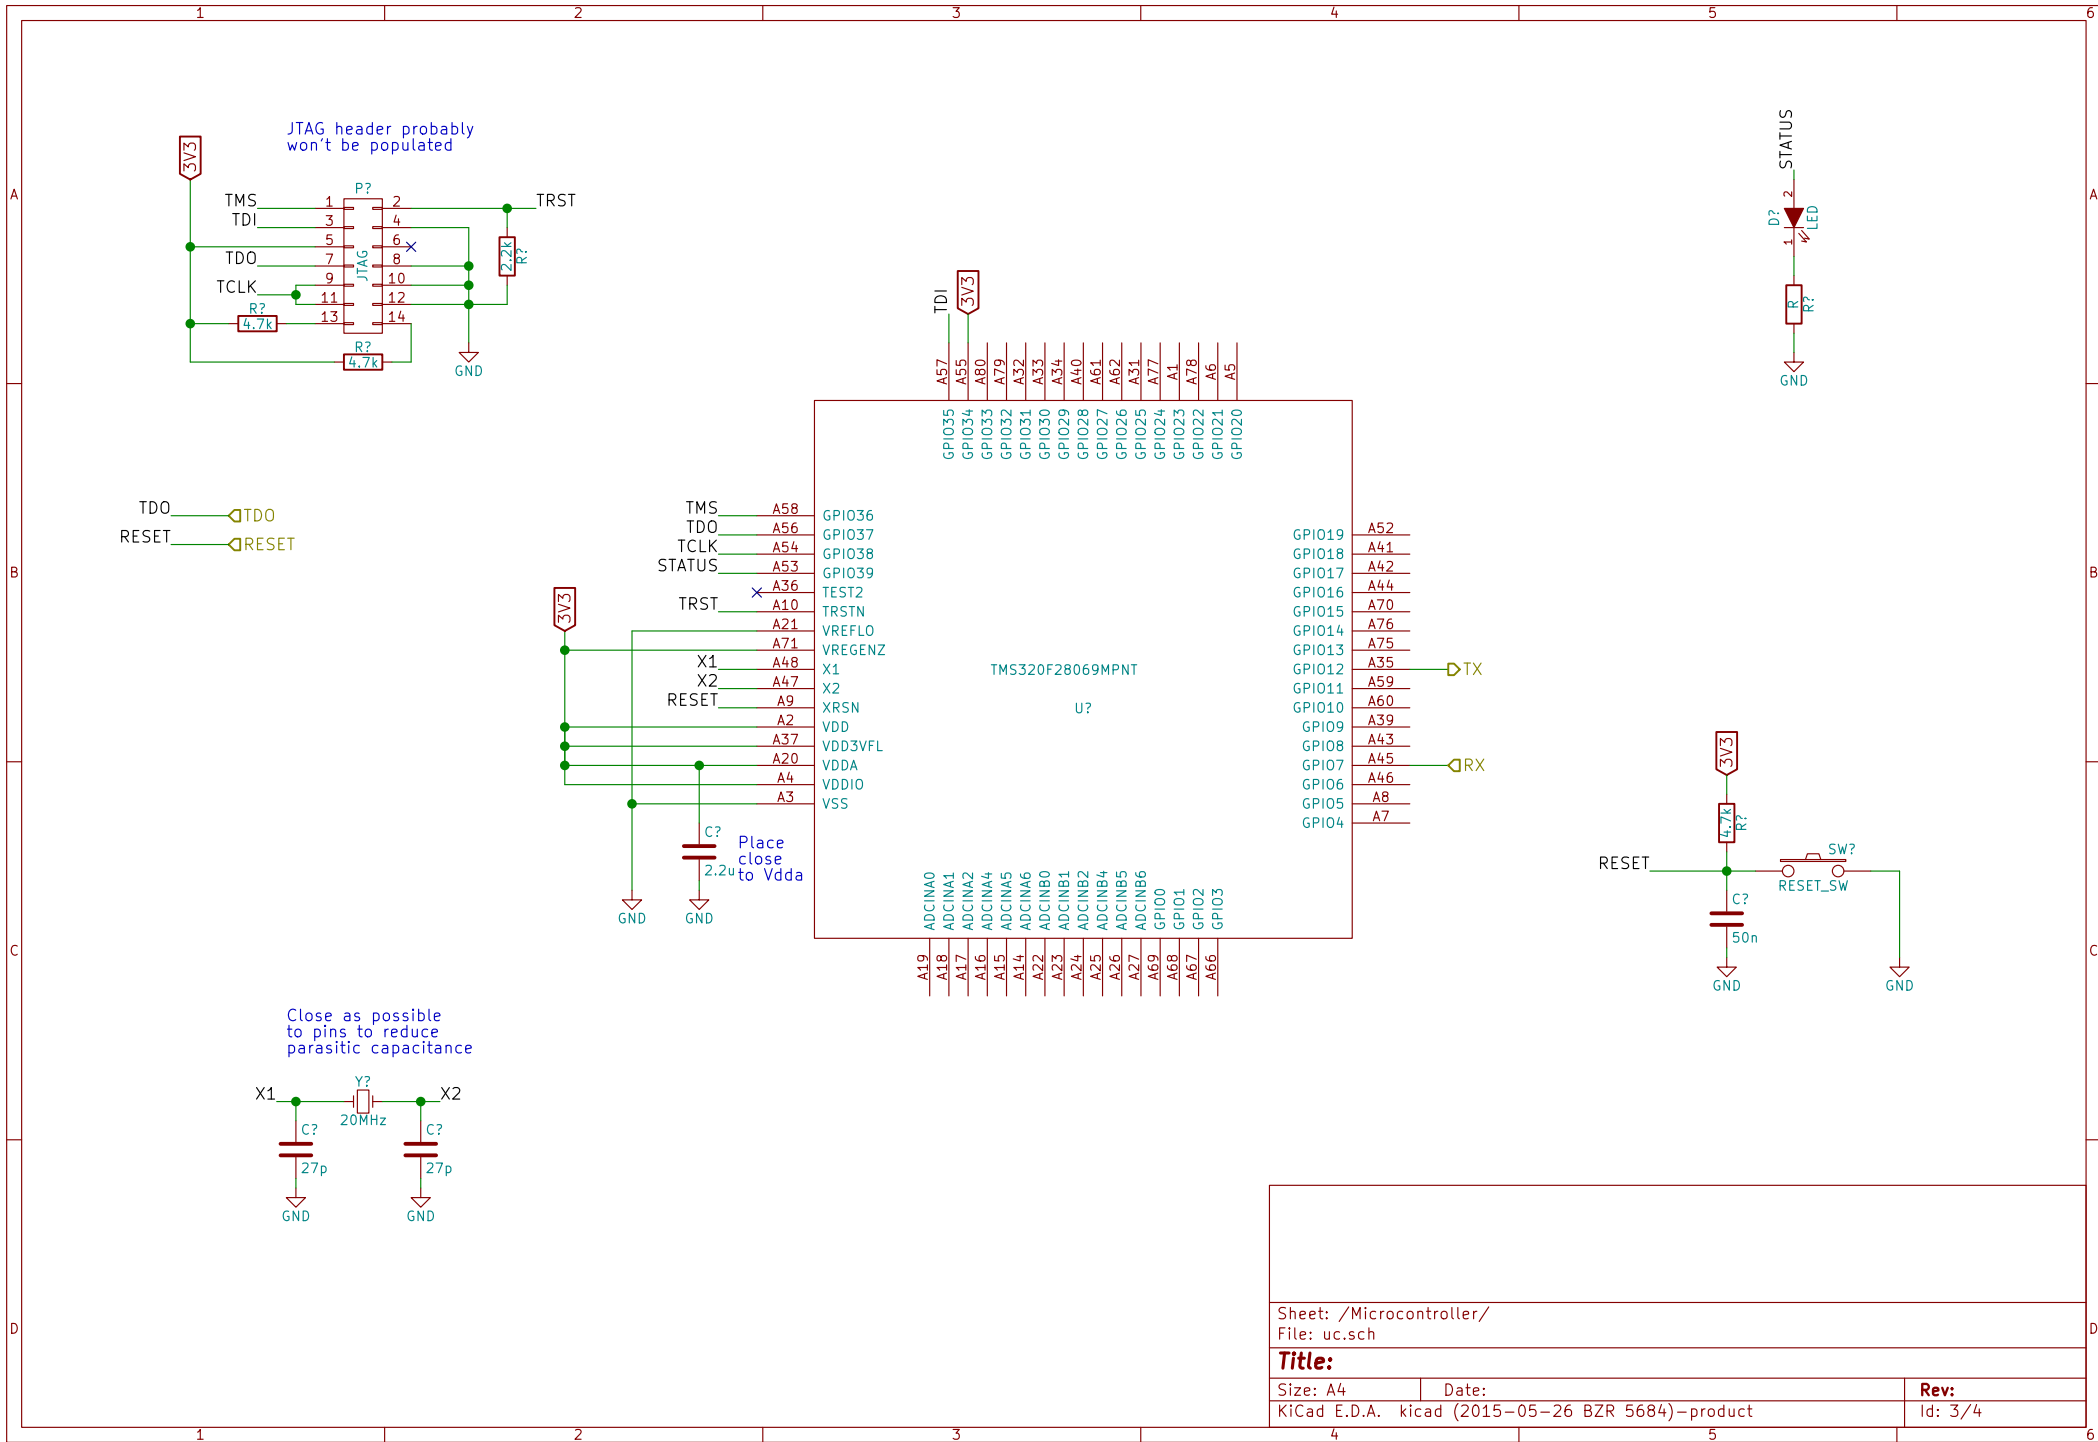 1 2 3 4 5 6
A
B
C
D
A
B
C
D
1 2 3 4 5 6
JTAG header probably
won't be populated
3V3
P?
JTAG
TMS 1 2 TRST
TDI 3 4
5 6
TDO 7 8
9 10
TCLK
11 12
13 14
R?
4.7k
R?
4.7k
2.2k
R?
GND
STATUS
2
D?
LED
1
R
R?
GND
TDO TDO
RESET RESET
TDI
3V3
A57
A55
A80
A79
A32
A33
A34
A40
A61
A62
A31
A77
A1
A78
A6
A5
GPIO35
GPIO34
GPIO33
GPIO32
GPIO31
GPIO30
GPIO29
GPIO28
GPIO27
GPIO26
GPIO25
GPIO24
GPIO23
GPIO22
GPIO21
GPIO20
3V3
TMS A58 GPIO36
TDO A56 GPIO37
TCLK A54 GPIO38
STATUS A53 GPIO39
A36 TEST2
TRST A10 TRSTN
A21 VREFLO
A71 VREGENZ
X1 A48 X1
X2 A47 X2
RESET A9 XRSN
A2 VDD
A37 VDD3VFL
A20 VDDA
A4 VDDIO
A3 VSS
TMS320F28069MPNT
U?
GPIO19 A52
GPIO18 A41
GPIO17 A42
GPIO16 A44
GPIO15 A70
GPIO14 A76
GPIO13 A75
GPIO12 A35 TX
GPIO11 A59
GPIO10 A60
GPIO9 A39
GPIO8 A43
GPIO7 A45 RX
GPIO6 A46
GPIO5 A8
GPIO4 A7
C?
2.2u
Place
close
to Vdda
GND
GND
ADCINA0
ADCINA1
ADCINA2
ADCINA4
ADCINA5
ADCINA6
ADCINB0
ADCINB1
ADCINB2
ADCINB4
ADCINB5
ADCINB6
GPIO0
GPIO1
GPIO2
GPIO3
A19
A18
A17
A16
A15
A14
A22
A23
A24
A25
A26
A27
A69
A68
A67
A66
3V3
4.7k
R?
RESET
SW?
RESET_SW
C?
50n
GND
GND
Close as possible
to pins to reduce
parasitic capacitance
X1
Y?
20MHz
X2
C?
27p
C?
27p
GND
GND
Sheet: /Microcontroller/
File: uc.sch
Title:
Size: A4 Date: Rev:
KiCad E.D.A. kicad (2015-05-26 BZR 5684)-product Id: 3/4